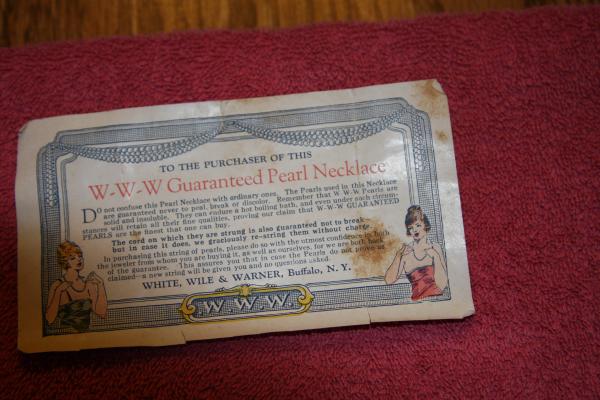 TO THE PURCHASER OF THIS
W-W-W Guaranteed Pearl Necklace
Do not confuse this Pearl Necklace with ordinary ones. The Pearls used in this Necklace
are guaranteed never to peal, break or discolor. Remember that W W W Pearls are
solid and insoluble. They can endure a hot boiling bath, and even under such circum-
stances will retain all their fine qualities, proving our claim that W-W-W GUARANTEED
PEARLS are the finest that one can buy.
The cord on which they are strung is also guaranteed not to break—
but in case it does, we graciously re-string them without charge.
In purchasing this string of pearls, please do so with the utmost confidence in both
the jeweler from whom you are buying it, as well as ourselves, for we are both back
of the guarantee. This assures you that in case the Pearls do not prove as
claimed—a new string will be given you and no questions asked.
WHITE, WILE & WARNER, Buffalo, N. Y.
W.W.W.